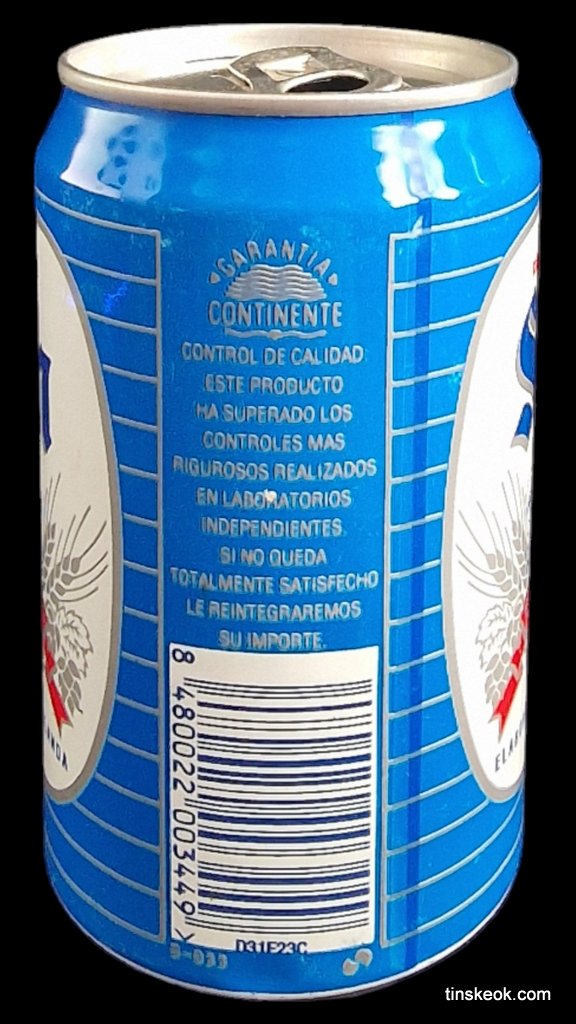 GARANTIA
CONTINENTE
CONTROL DE CALIDAD
ESTE PRODUCTO
HA SUPERADO LOS
CONTROLES MAS
RIGUROSOS REALIZADOS
EN LABORATORIOS
INDEPENDIENTES.
SI NO QUEDA
TOTALMENTE SATISFECHO
LE REINTEGRAREMOS
SU IMPORTE.
8 480022 003449 >
D31E23C
tinskeok.com